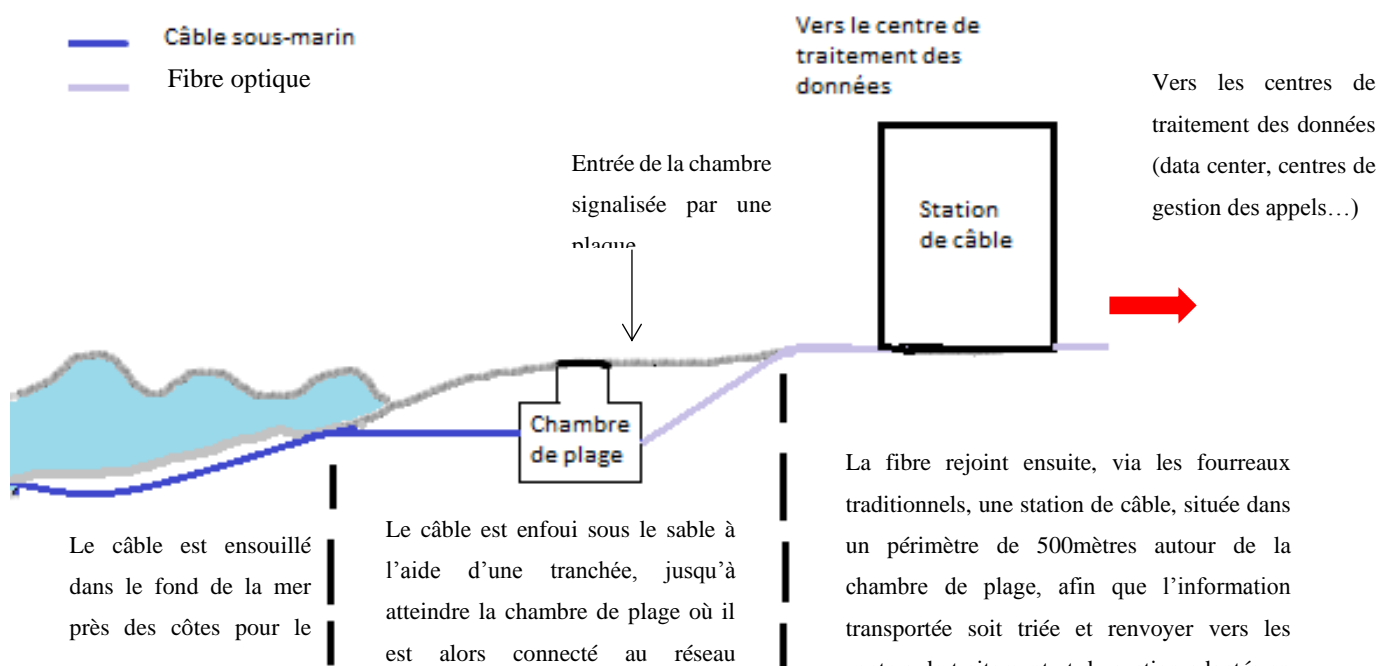 Câble sous-marin
Fibre optique
Vers le centre de
traitement des
données
Vers les centres de
traitement des données
(data center, centres de
gestion des appels…)
Entrée de la chambre
signalisée par une
plaque
Station
de câble
Chambre
de plage
Le câble est ensouillé
dans le fond de la mer
près des côtes pour le
Le câble est enfoui sous le sable à
l’aide d’une tranchée, jusqu’à
atteindre la chambre de plage où il
est alors connecté au réseau
La fibre rejoint ensuite, via les fourreaux
traditionnels, une station de câble, située dans
un périmètre de 500mètres autour de la
chambre de plage, afin que l’information
transportée soit triée et renvoyer vers les